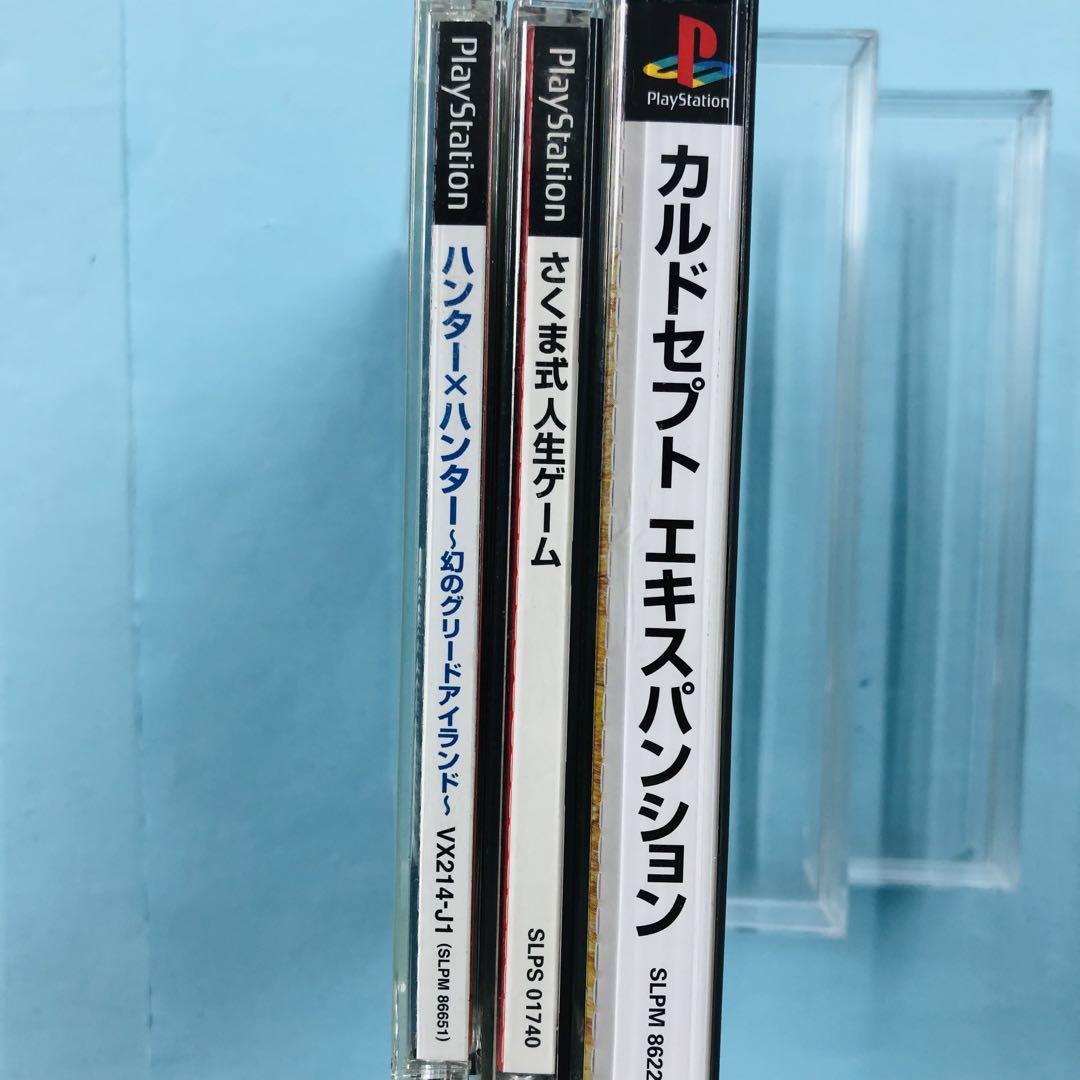 PlayStation
ハンター×ハンター～幻のグリードアイランド～ VX214-J1 (SLPM 86651)
PlayStation
さくま式 人生ゲーム
SLPS 01740
PlayStation
カルドセプト エキスパンション
SLPM 8622